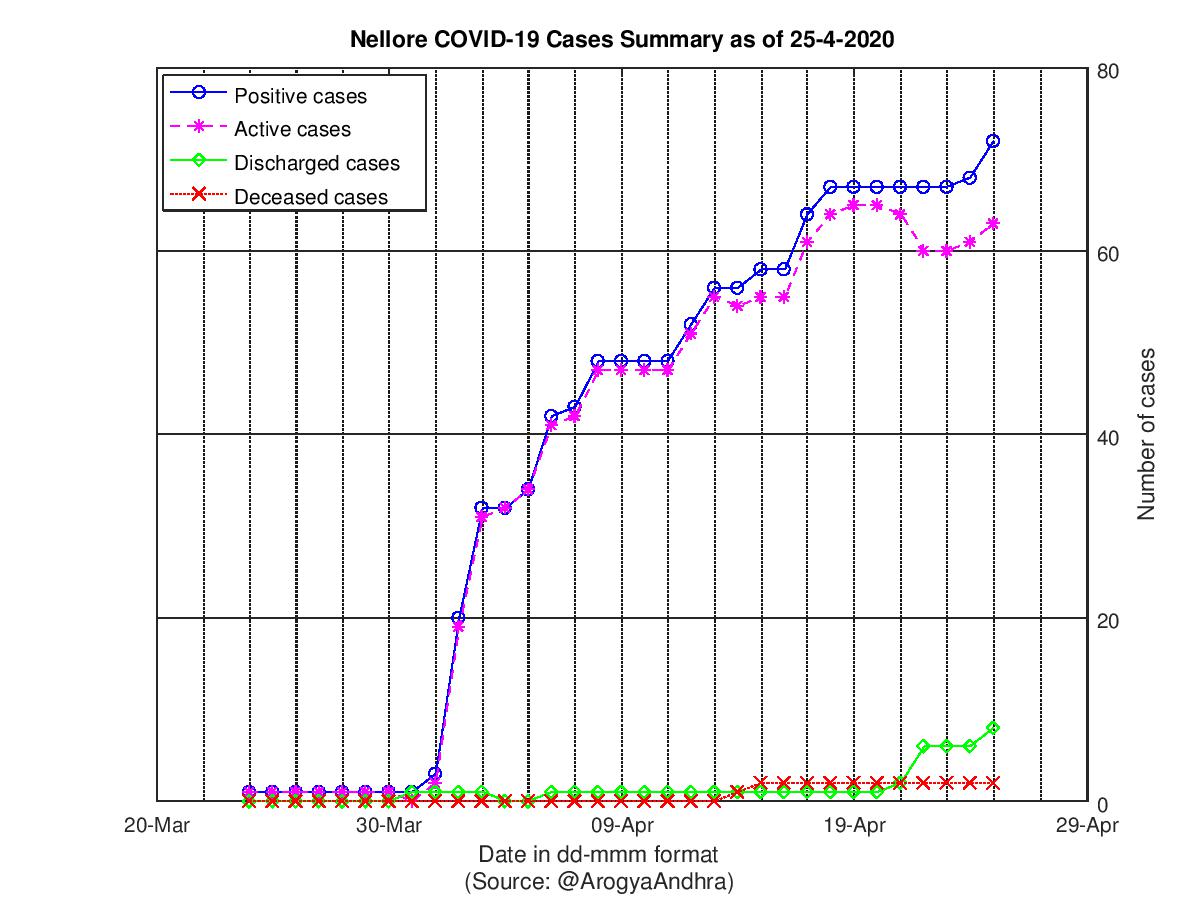 Nellore COVID-19 Cases Summary as of 25-4-2020
Positive cases
Active cases
Discharged cases
Deceased cases
80
60
40
20
0
Number of cases
20-Mar
30-Mar
09-Apr
19-Apr
29-Apr
Date in dd-mmm format
(Source: @ArogyaAndhra)